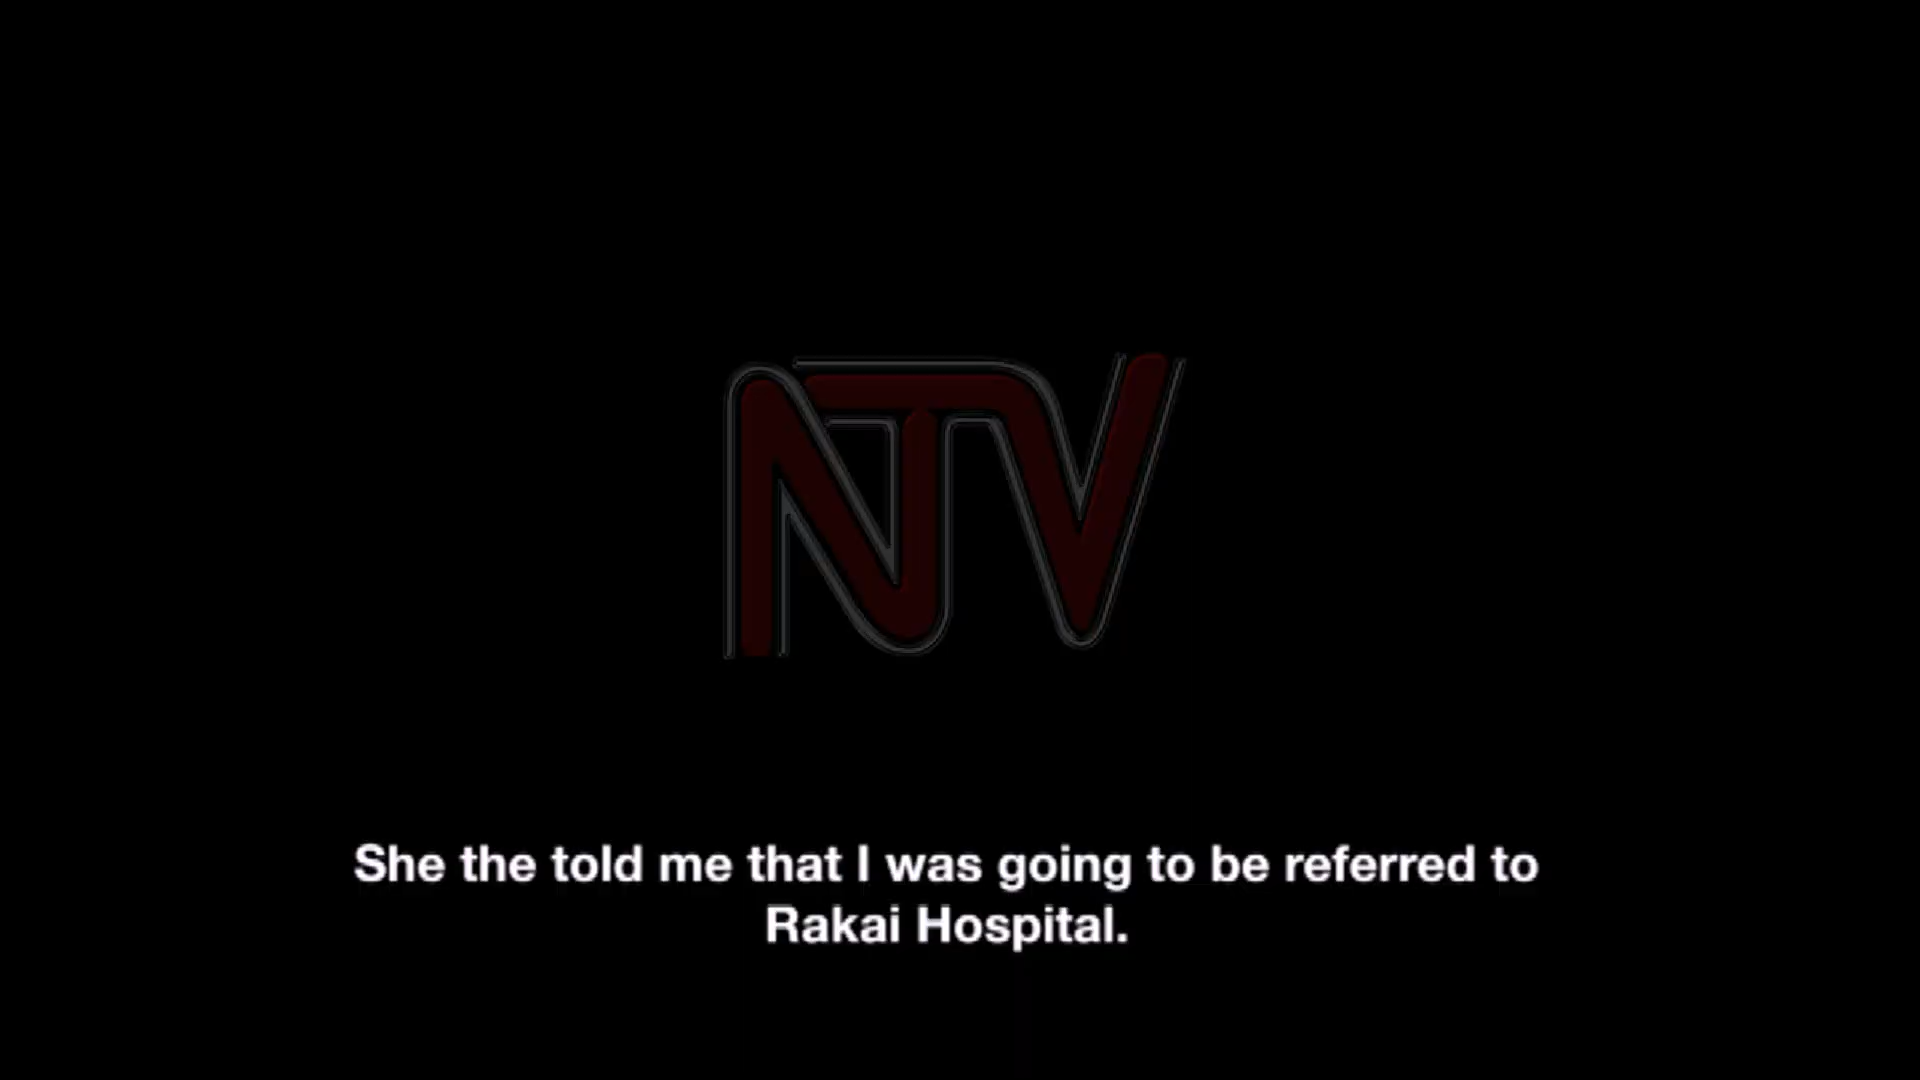 NTV
She the told me that I was going to be referred to
Rakai Hospital.